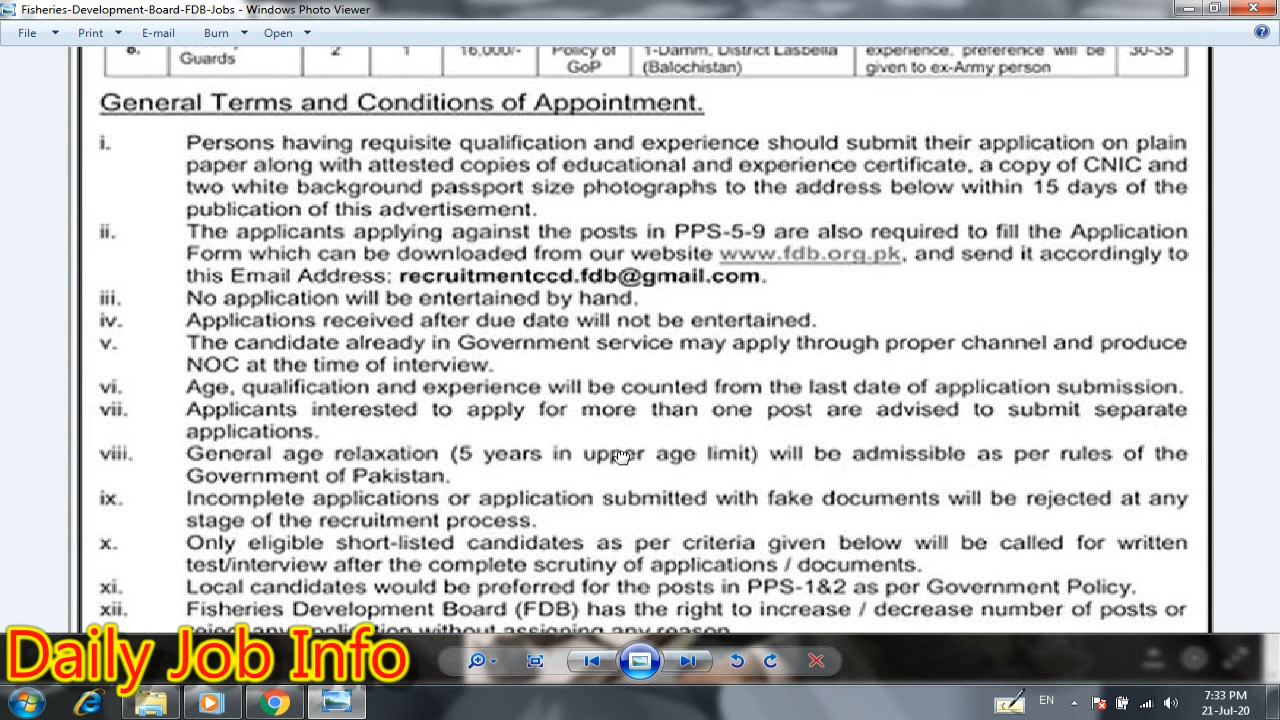 Fisheries-Development-Board-FDB-Jobs - Windows Photo Viewer
File Print E-mail Burn Open
8. Guards 2 1 16,000/- Policy of GoP 1-Damm, District Lasbella (Balochistan) experience, preference will be given to ex-Army person 30-35
General Terms and Conditions of Appointment.
i. Persons having requisite qualification and experience should submit their application on plain
paper along with attested copies of educational and experience certificate, a copy of CNIC and
two white background passport size photographs to the address below within 15 days of the
publication of this advertisement.
ii. The applicants applying against the posts in PPS-5-9 are also required to fill the Application
Form which can be downloaded from our website www.fdb.org.pk, and send it accordingly to
this Email Address; recruitmentccd.fdb@gmail.com.
iii. No application will be entertained by hand.
iv. Applications received after due date will not be entertained.
v. The candidate already in Government service may apply through proper channel and produce
NOC at the time of interview.
vi. Age, qualification and experience will be counted from the last date of application submission.
vii. Applicants interested to apply for more than one post are advised to submit separate
applications.
viii. General age relaxation (5 years in upper age limit) will be admissible as per rules of the
Government of Pakistan.
ix. Incomplete applications or application submitted with fake documents will be rejected at any
stage of the recruitment process.
x. Only eligible short-listed candidates as per criteria given below will be called for written
test/interview after the complete scrutiny of applications / documents.
xi. Local candidates would be preferred for the posts in PPS-1&2 as per Government Policy.
xii. Fisheries Development Board (FDB) has the right to increase / decrease number of posts or
reject any application without assigning any reason.
Daily Job Info
EN
7:33 PM
21-Jul-20